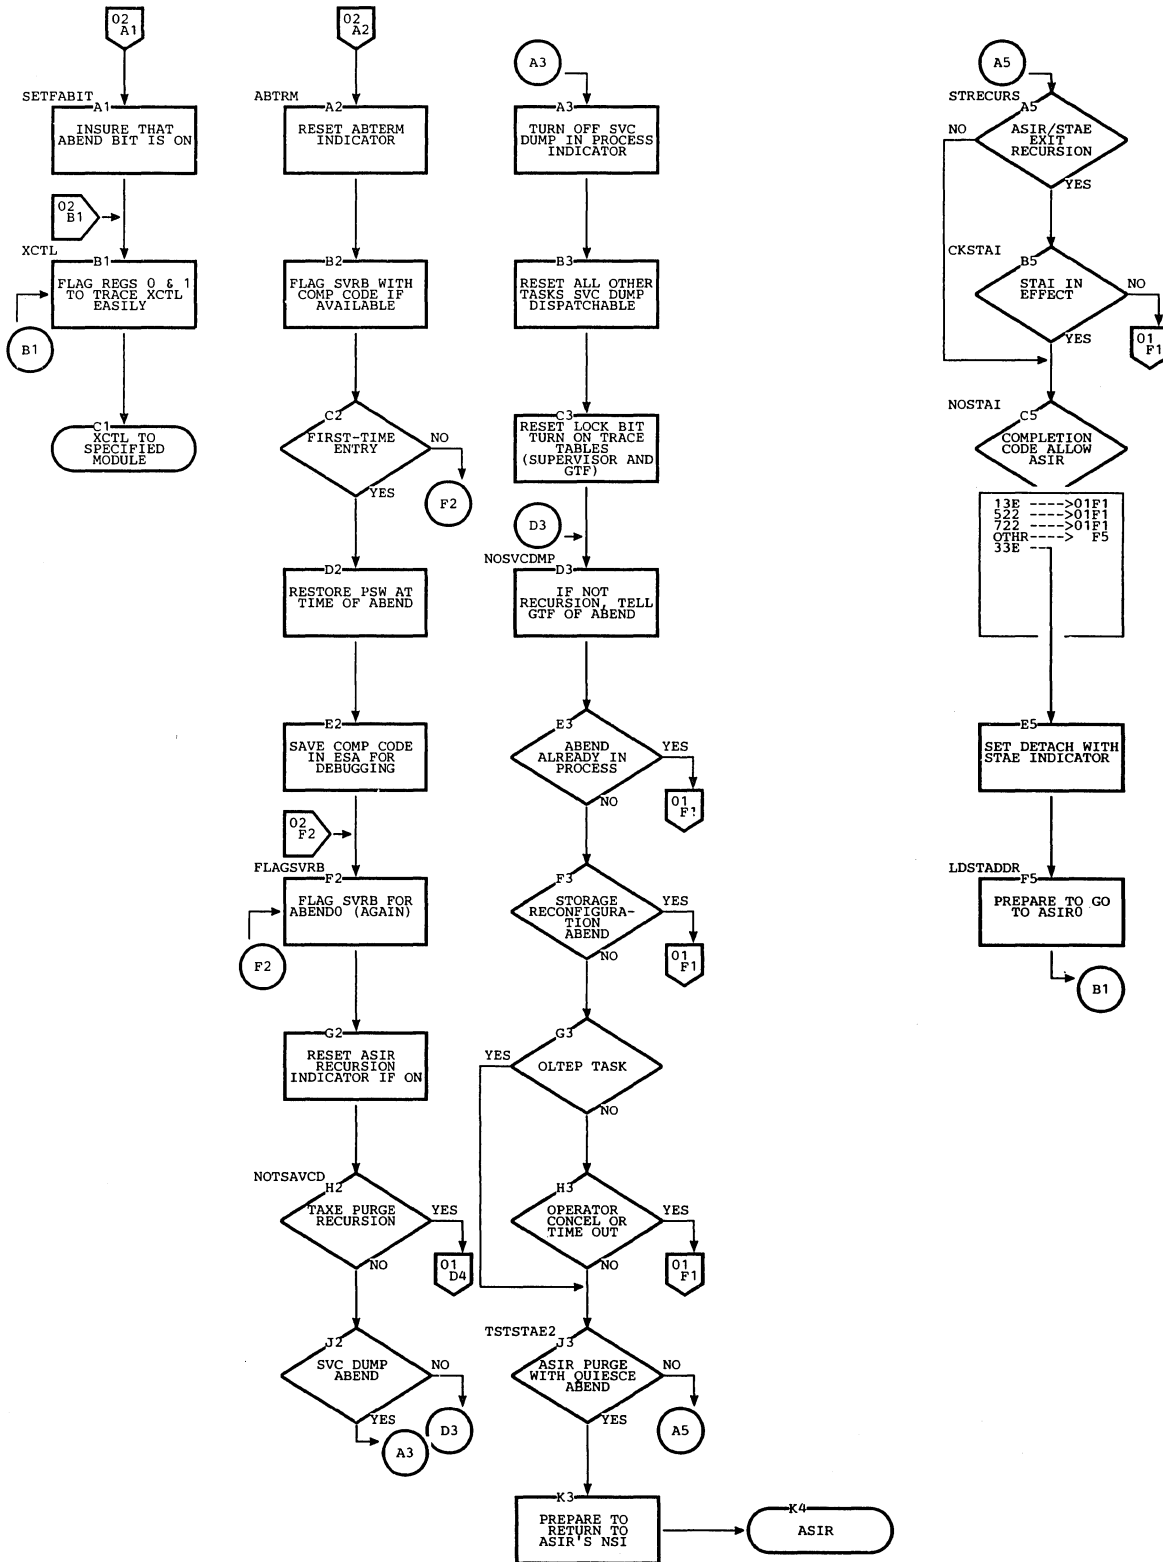 02
A1
SETFABIT
A1
INSURE THAT
ABEND BIT IS ON
02
B1
XCTL
B1
FLAG REGS 0 & 1
TO TRACE XCTL
EASILY
B1
C1
XCTL TO
SPECIFIED
MODULE
02
A2
ABTRM
A2
RESET ABTERM
INDICATOR
B2
FLAG SVRB WITH
COMP CODE IF
AVAILABLE
C2
FIRST-TIME
ENTRY
NO
F2
YES
D2
RESTORE PSW AT
TIME OF ABEND
E2
SAVE COMP CODE
IN ESA FOR
DEBUGGING
02
F2
FLAGSVRB
F2
FLAG SVRB FOR
ABEND0 (AGAIN)
F2
G2
RESET ASIR
RECURSION
INDICATOR IF ON
NOTSAVCD
H2
TAXE PURGE
RECURSION
YES
01
D4
NO
J2
SVC DUMP
ABEND
NO
D3
YES
A3
A3
A3
TURN OFF SVC
DUMP IN PROCESS
INDICATOR
B3
RESET ALL OTHER
TASKS SVC DUMP
DISPATCHABLE
C3
RESET LOCK BIT
TURN ON TRACE
TABLES
(SUPERVISOR AND
GTF)
D3
NOSVCDMP
D3
IF NOT
RECURSION, TELL
GTF OF ABEND
E3
ABEND
ALREADY IN
PROCESS
YES
01
F1
NO
F3
STORAGE
RECONFIGURA-
TION
ABEND
YES
01
F1
NO
G3
YES
OLTEP TASK
NO
H3
OPERATOR
CONCEL OR
TIME OUT
YES
01
F1
NO
TSTSTAE2
J3
ASIR PURGE
WITH QUIESCE
ABEND
NO
A5
YES
K3
PREPARE TO
RETURN TO
ASIR'S NSI
K4
ASIR
A5
STRECURS
A5
NO
ASIR/STAE
EXIT
RECURSION
YES
CKSTAI
B5
STAI IN
EFFECT
NO
01
F1
YES
NOSTAI
C5
COMPLETION
CODE ALLOW
ASIR
13E ---->01F1
522 ---->01F1
722 ---->01F1
OTHR----> F5
33E ---
E5
SET DETACH WITH
STAE INDICATOR
LDSTADDR
F5
PREPARE TO GO
TO ASIR0
B1